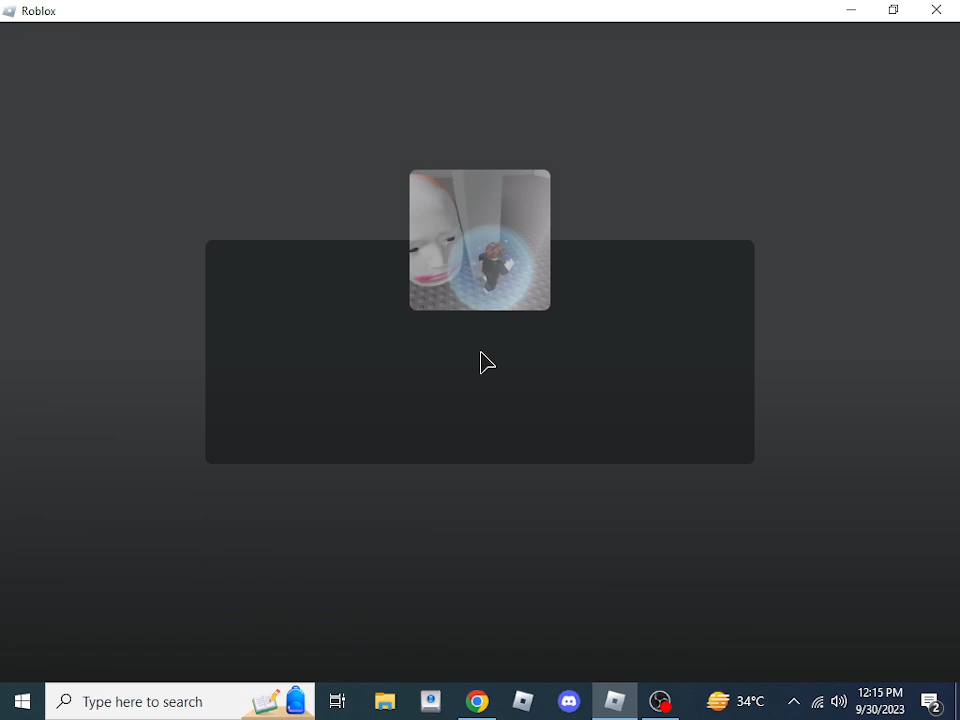 Roblox
Type here to search
34°C
12:15 PM
9/30/2023
2